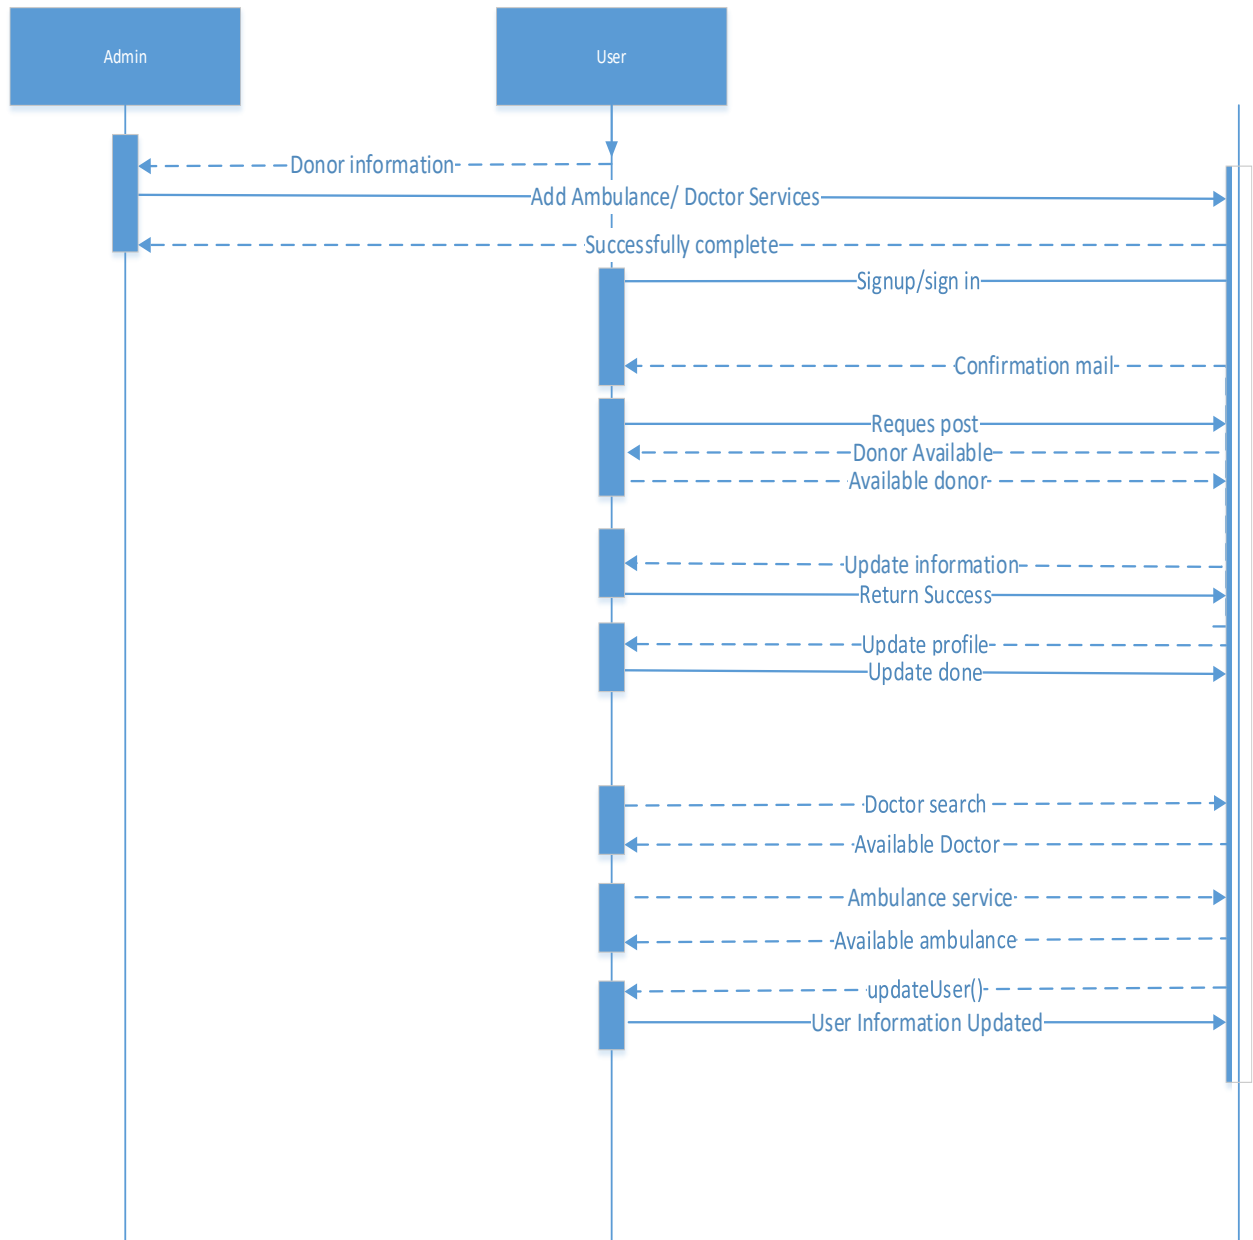 Admin
User
Donor information
Add Ambulance/ Doctor Services
Successfully complete
Signup/sign in
Confirmation mail
Reques post
Donor Available
Available donor
Update information
Return Success
Update profile
Update done
Doctor search
Available Doctor
Ambulance service
Available ambulance
updateUser()
User Information Updated